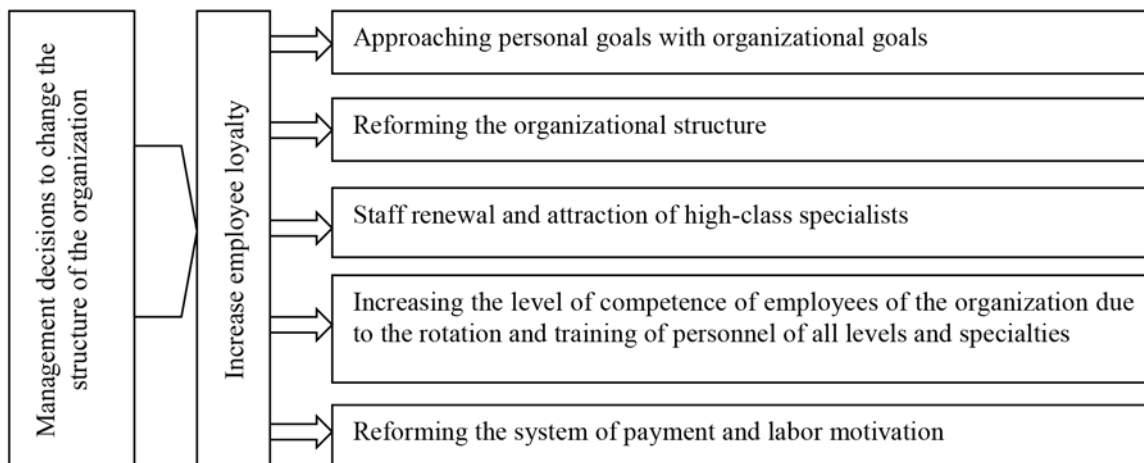 Management decisions to change the
structure of the organization
Increase employee loyalty
Approaching personal goals with organizational goals
Reforming the organizational structure
Staff renewal and attraction of high-class specialists
Increasing the level of competence of employees of the organization due
to the rotation and training of personnel of all levels and specialties
Reforming the system of payment and labor motivation